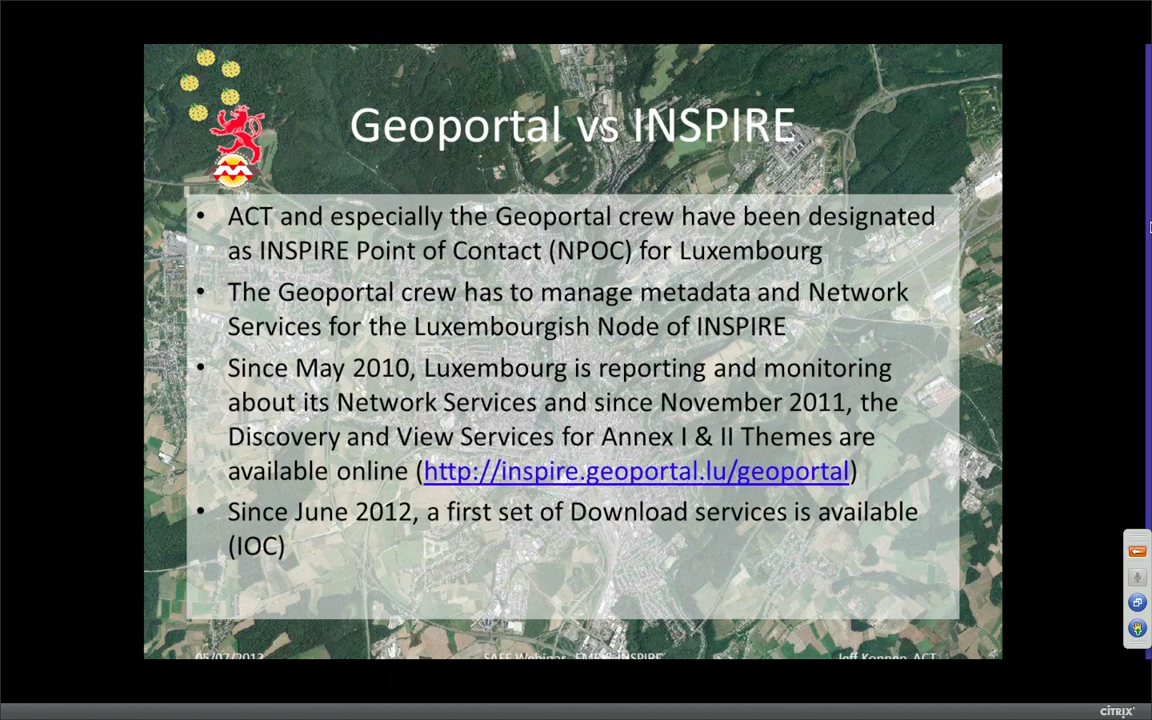 Geoportal vs INSPIRE
• ACT and especially the Geoportal crew have been designated
as INSPIRE Point of Contact (NPOC) for Luxembourg
• The Geoportal crew has to manage metadata and Network
Services for the Luxembourgish Node of INSPIRE
• Since May 2010, Luxembourg is reporting and monitoring
about its Network Services and since November 2011, the
Discovery and View Services for Annex I & II Themes are
available online (http://inspire.geoportal.lu/geoportal)
• Since June 2012, a first set of Download services is available
(IOC)
SAFE Webinar INSPIRE
ACT
CITRIX